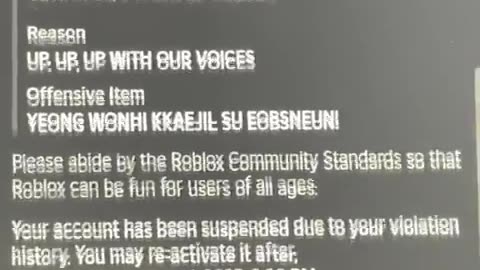 Reason
UP, UP, UP WITH OUR VOICES
Offensive Item
YEONG WONHI KKAEJIL SU EOBSNEUN!
Please abide by the Roblox Community Standards so that
Roblox can be fun for users of all ages.
Your account has been suspended due to your violation
history. You may re-activate it after,